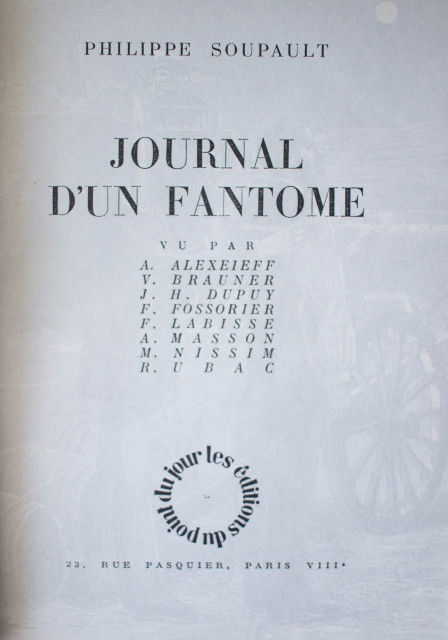 PHILIPPE SOUPAULT
JOURNAL
D'UN FANTOME
VU PAR
A. ALEXEIEFF
V. BRAUNER
J. H. DUPUY
F. FOSSORIER
F. LABISSE
A. MASSON
M. NISSIM
R. UBAC
les éditions du point du jour
23, RUE PASQUIER, PARIS VIIIe